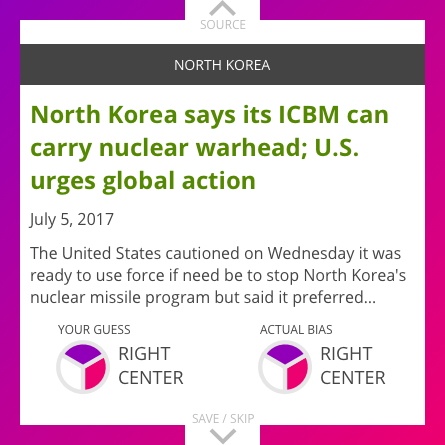 SOURCE
NORTH KOREA
North Korea says its ICBM can
carry nuclear warhead; U.S.
urges global action
July 5, 2017
The United States cautioned on Wednesday it was
ready to use force if need be to stop North Korea's
nuclear missile program but said it preferred...
YOUR GUESS
RIGHT
CENTER
ACTUAL BIAS
RIGHT
CENTER
SAVE / SKIP